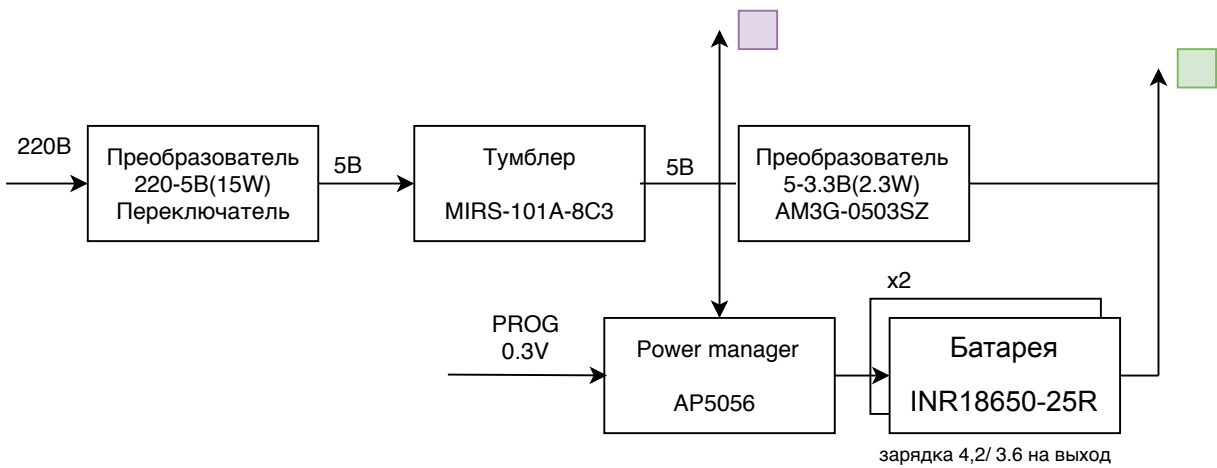 220В
Преобразователь
220-5В(15W)
Переключатель
5В
Тумблер
MIRS-101A-8C3
5В
Преобразователь
5-3.3В(2.3W)
AM3G-0503SZ
PROG
0.3V
Power manager
AP5056
x2
Батарея
INR18650-25R
зарядка 4,2/ 3.6 на выход